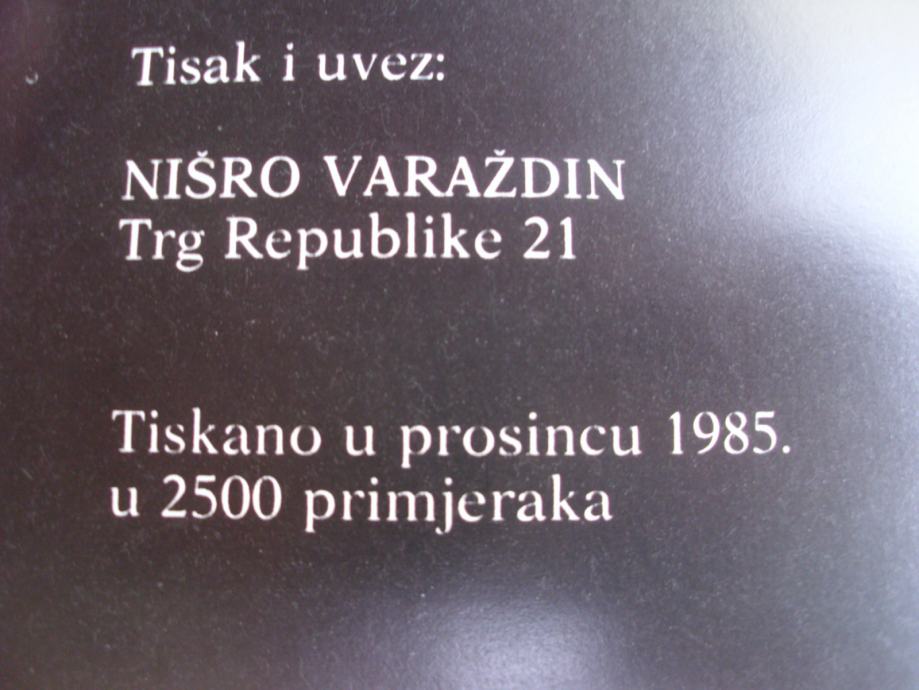 Tisak i uvez:
NIŠRO VARAŽDIN
Trg Republike 21
Tiskano u prosincu 1985.
u 2500 primjeraka